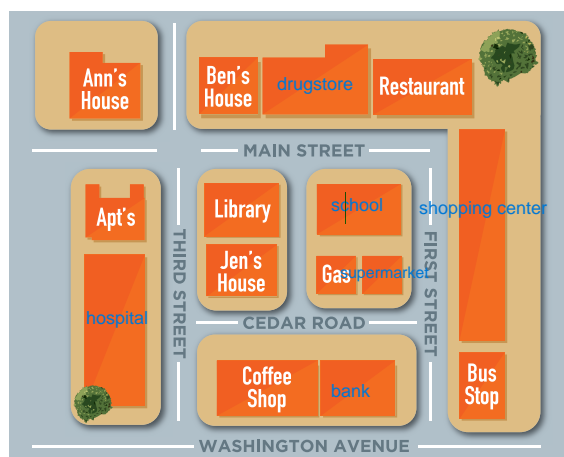 Ann's
House
Ben's
House
drugstore
Restaurant
MAIN STREET
Apt's
Library
school
shopping center
THIRD STREET
Jen's
House
Gas
supermarket
FIRST STREET
hospital
CEDAR ROAD
Coffee
Shop
bank
Bus
Stop
WASHINGTON AVENUE